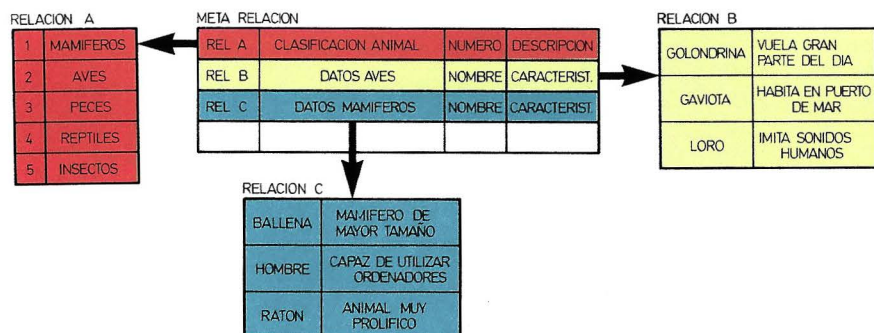 RELACION A
1 MAMIFEROS
2 AVES
3 PECES
4 REPTILES
5 INSECTOS
META RELACION
REL A CLASIFICACION ANIMAL NUMERO DESCRIPCION
REL B DATOS AVES NOMBRE CARACTERIST.
REL C DATOS MAMIFEROS NOMBRE CARACTERIST.
RELACION B
GOLONDRINA VUELA GRAN
PARTE DEL DIA
GAVIOTA HABITA EN PUERTO
DE MAR
LORO IMITA SONIDOS
HUMANOS
RELACION C
BALLENA MAMIFERO DE
MAYOR TAMAÑO
HOMBRE CAPAZ DE UTILIZAR
ORDENADORES
RATON ANIMAL MUY
PROLIFICO